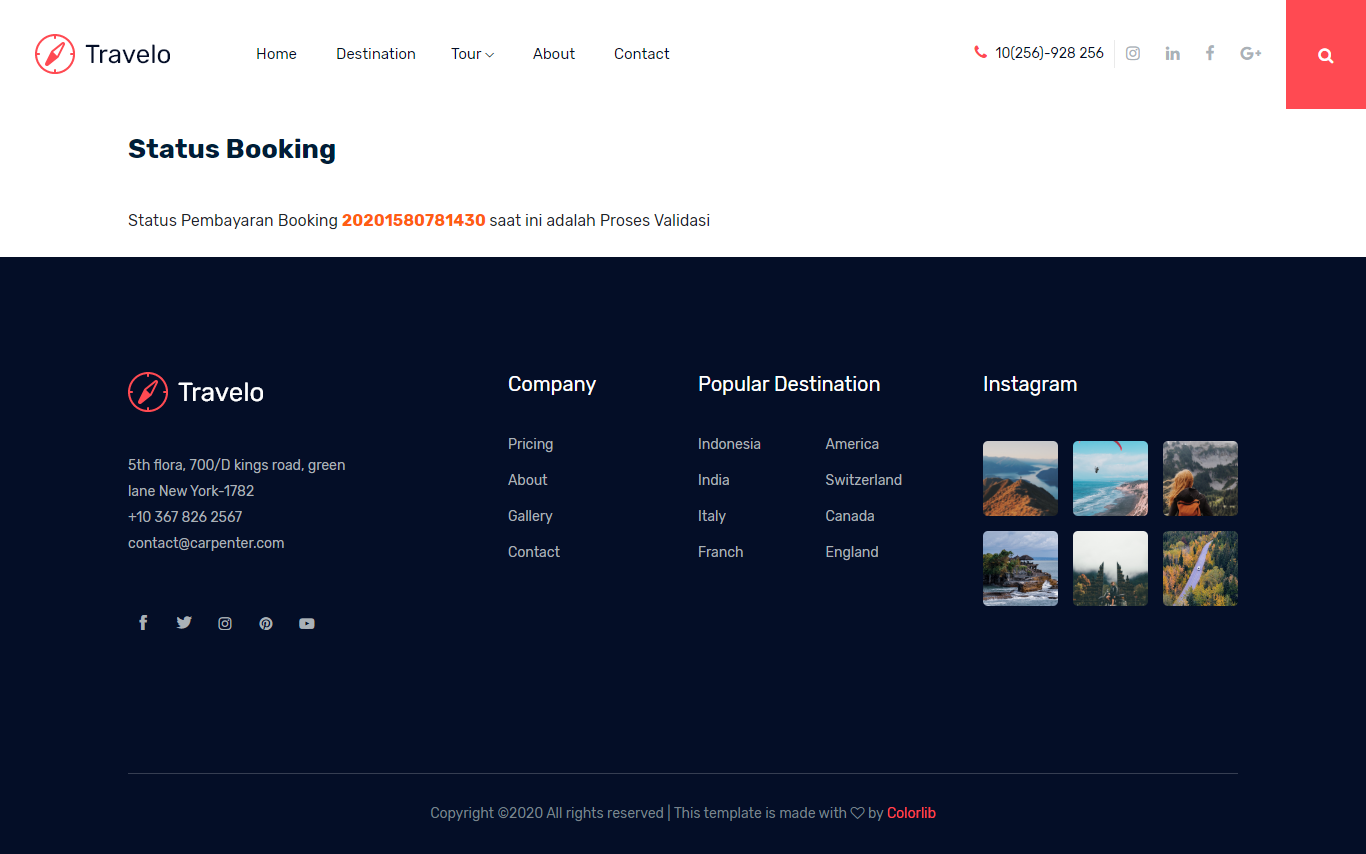 Travelo
Home Destination Tour About Contact
10(256)-928 256
Status Booking
Status Pembayaran Booking 20201580781430 saat ini adalah Proses Validasi
Travelo
5th flora, 700/D kings road, green
lane New York-1782
+10 367 826 2567
contact@carpenter.com
Company
Pricing
About
Gallery
Contact
Popular Destination
Indonesia
India
Italy
Franch
America
Switzerland
Canada
England
Instagram
Copyright ©2020 All rights reserved | This template is made with ♡ by Colorlib